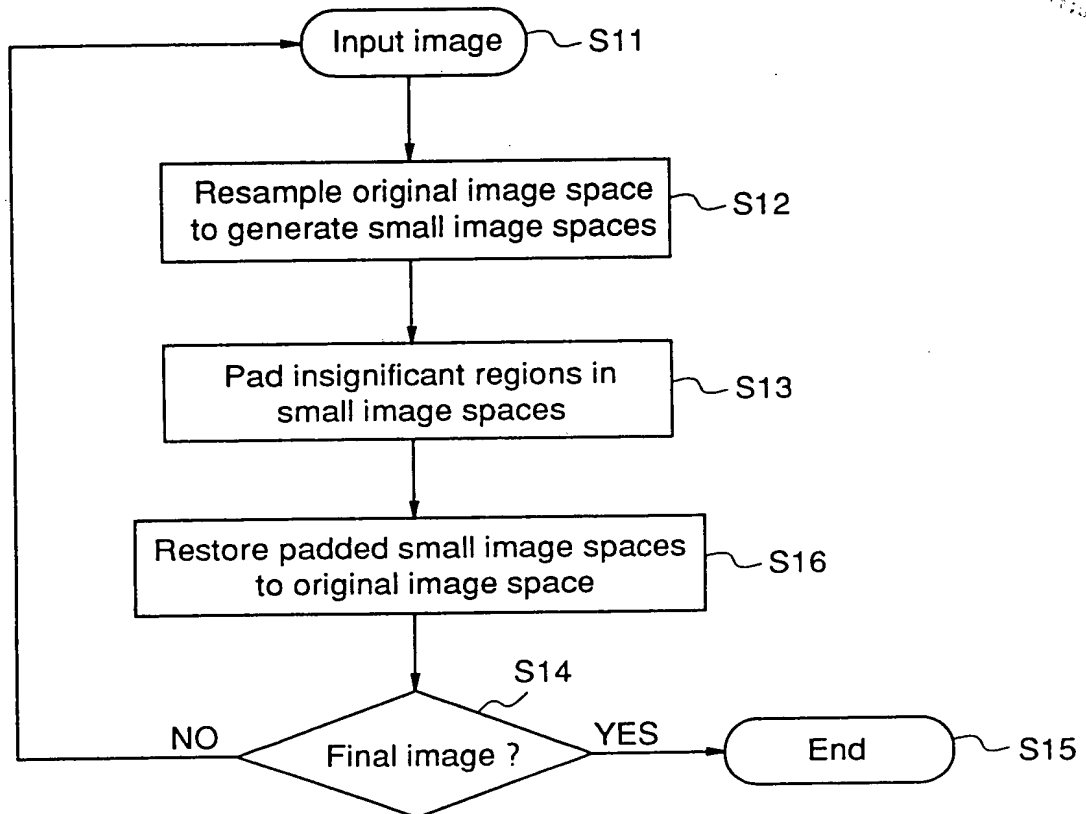 Input image
S11
Resample original image space
to generate small image spaces
S12
Pad insignificant regions in
small image spaces
S13
Restore padded small image spaces
to original image space
S16
S14
NO
Final image ?
YES
End
S15